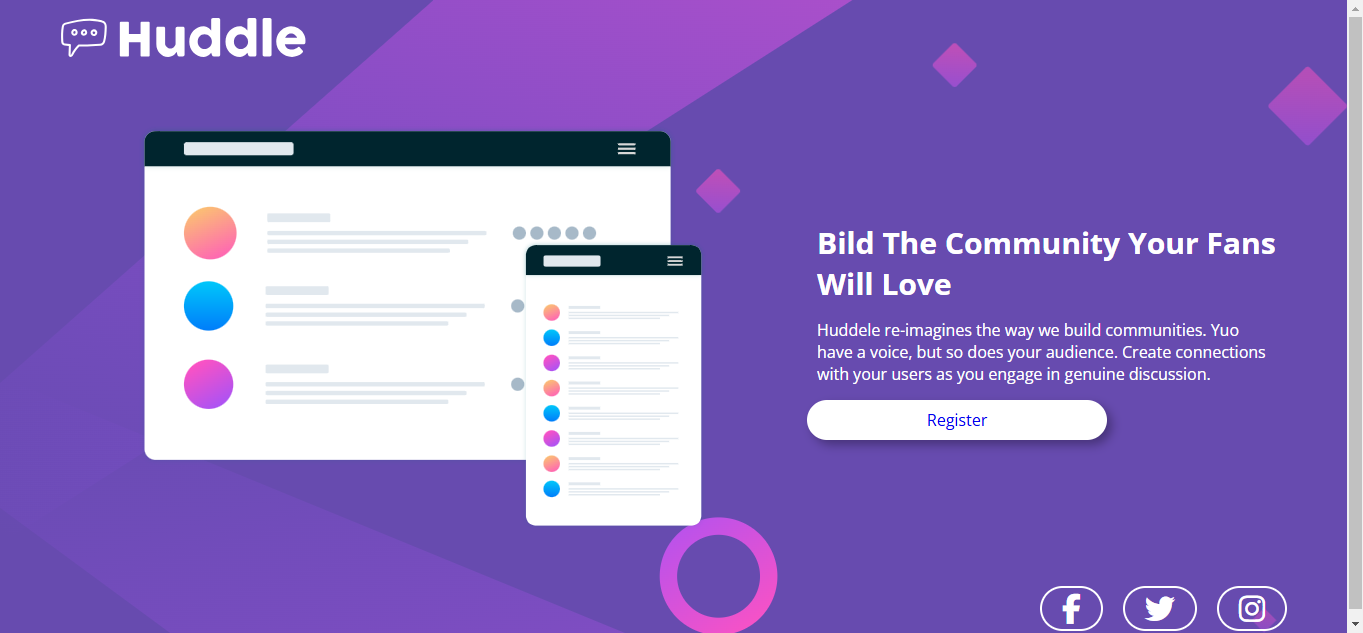 Huddle
Bild The Community Your Fans
Will Love
Huddele re-imagines the way we build communities. Yuo
have a voice, but so does your audience. Create connections
with your users as you engage in genuine discussion.
Register